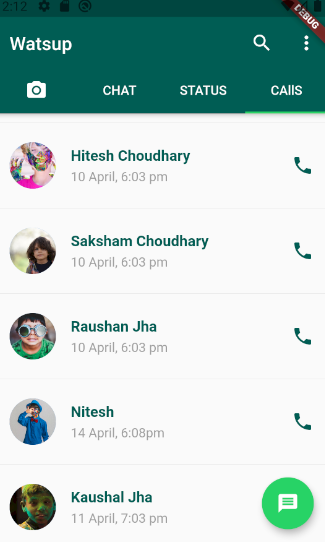 2:12
DEBUG
Watsup
CHAT STATUS CAllS
Hitesh Choudhary
10 April, 6:03 pm
Saksham Choudhary
10 April, 6:03 pm
Raushan Jha
10 April, 6:03 pm
Nitesh
14 April, 6:08pm
Kaushal Jha
11 April, 7:03 pm